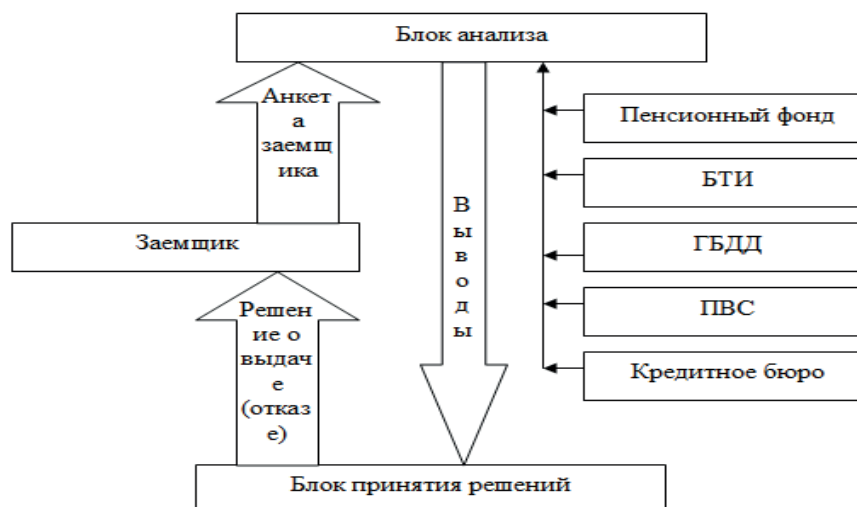 Блок анализа
Анкет
а
заемщ
ика
Пенсионный фонд
БТИ
В
ы
в
о
д
ы
Заемщик
ГБДД
ПВС
Решен
ие о
выдач
е
(отказ
е)
Кредитное бюро
Блок принятия решений